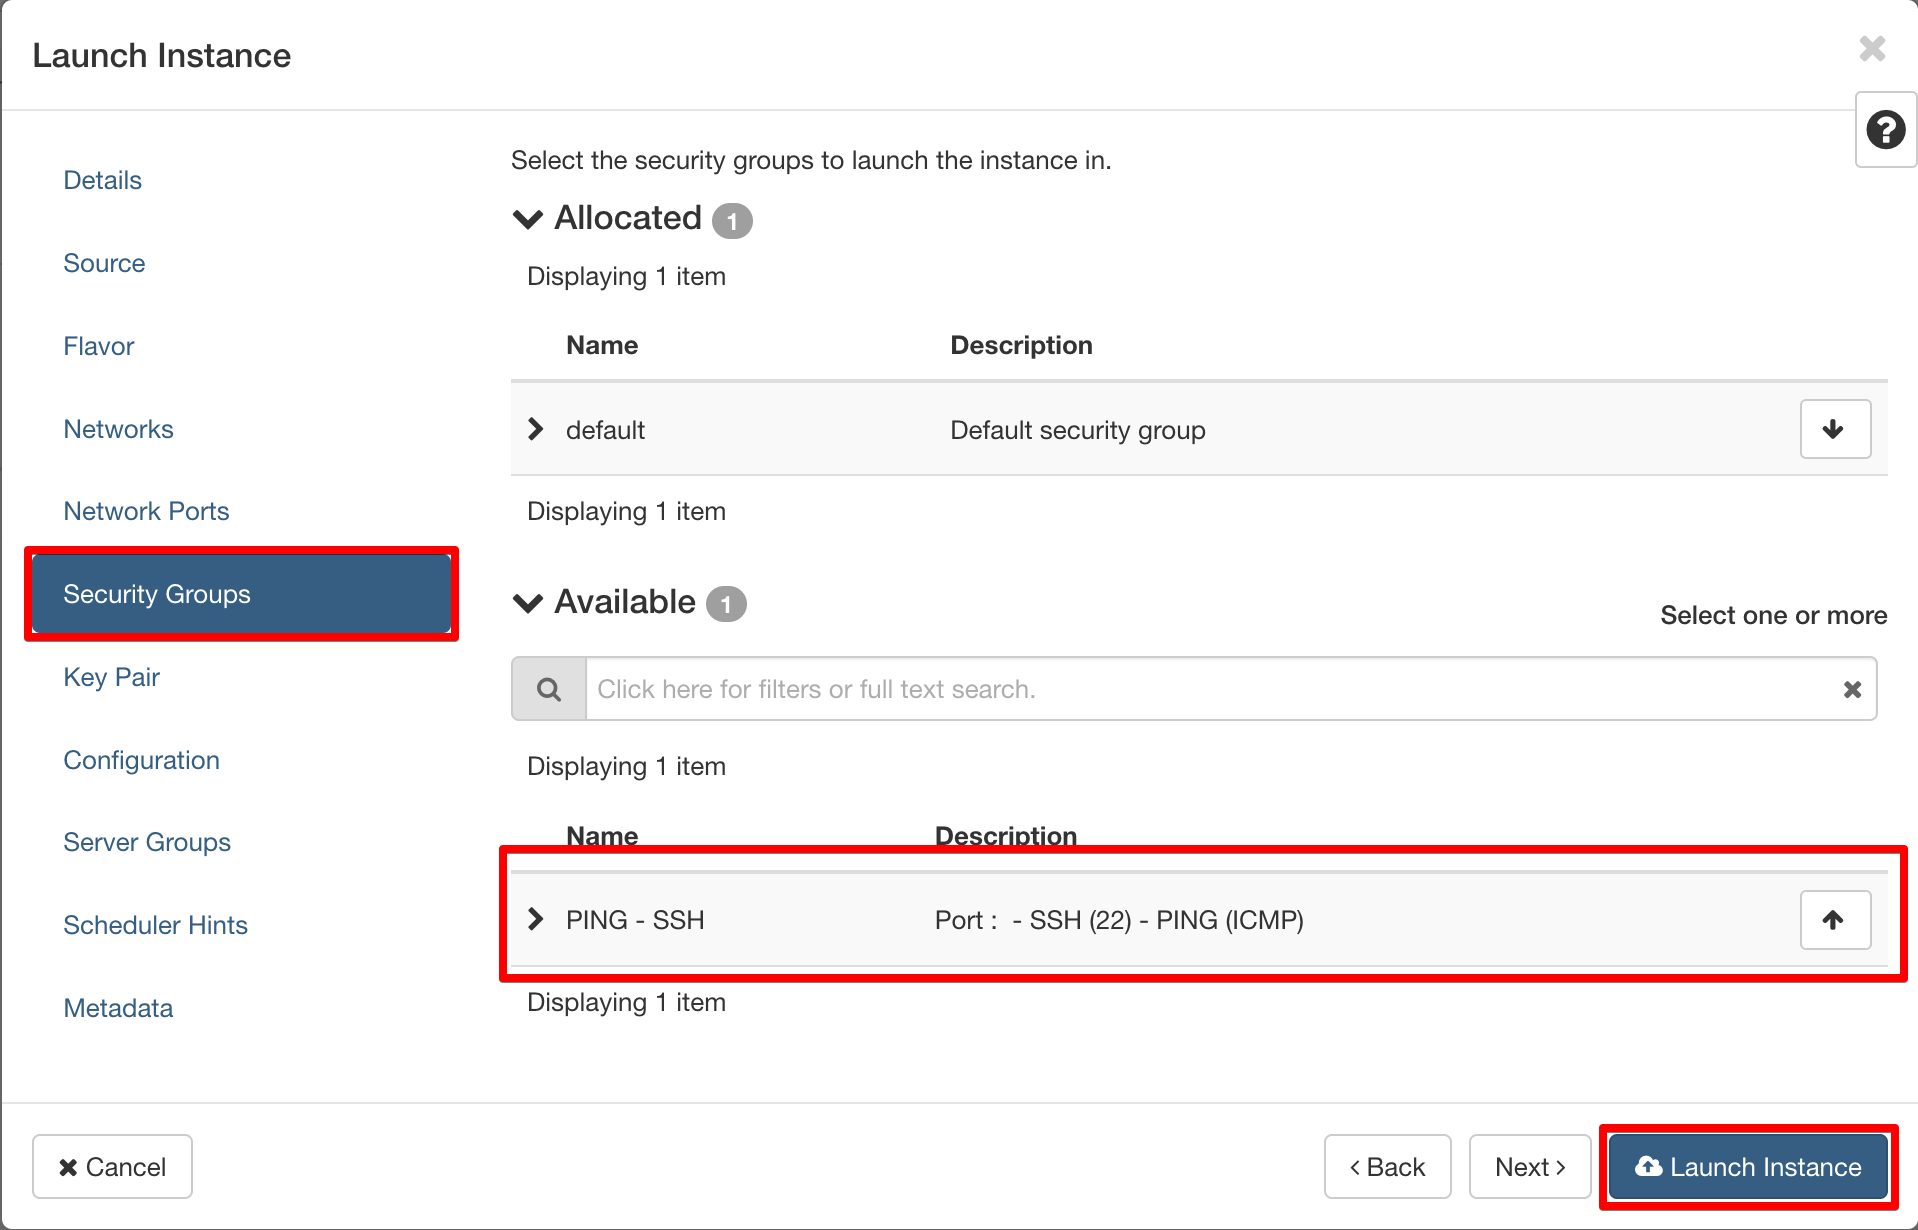 Launch Instance
Details
Source
Flavor
Networks
Network Ports
Security Groups
Key Pair
Configuration
Server Groups
Scheduler Hints
Metadata
Select the security groups to launch the instance in.
Allocated 1
Displaying 1 item
Name Description
default Default security group
Displaying 1 item
Available 1
Select one or more
Click here for filters or full text search.
Displaying 1 item
Name Description
PING - SSH Port : - SSH (22) - PING (ICMP)
Displaying 1 item
Cancel
Back
Next
Launch Instance